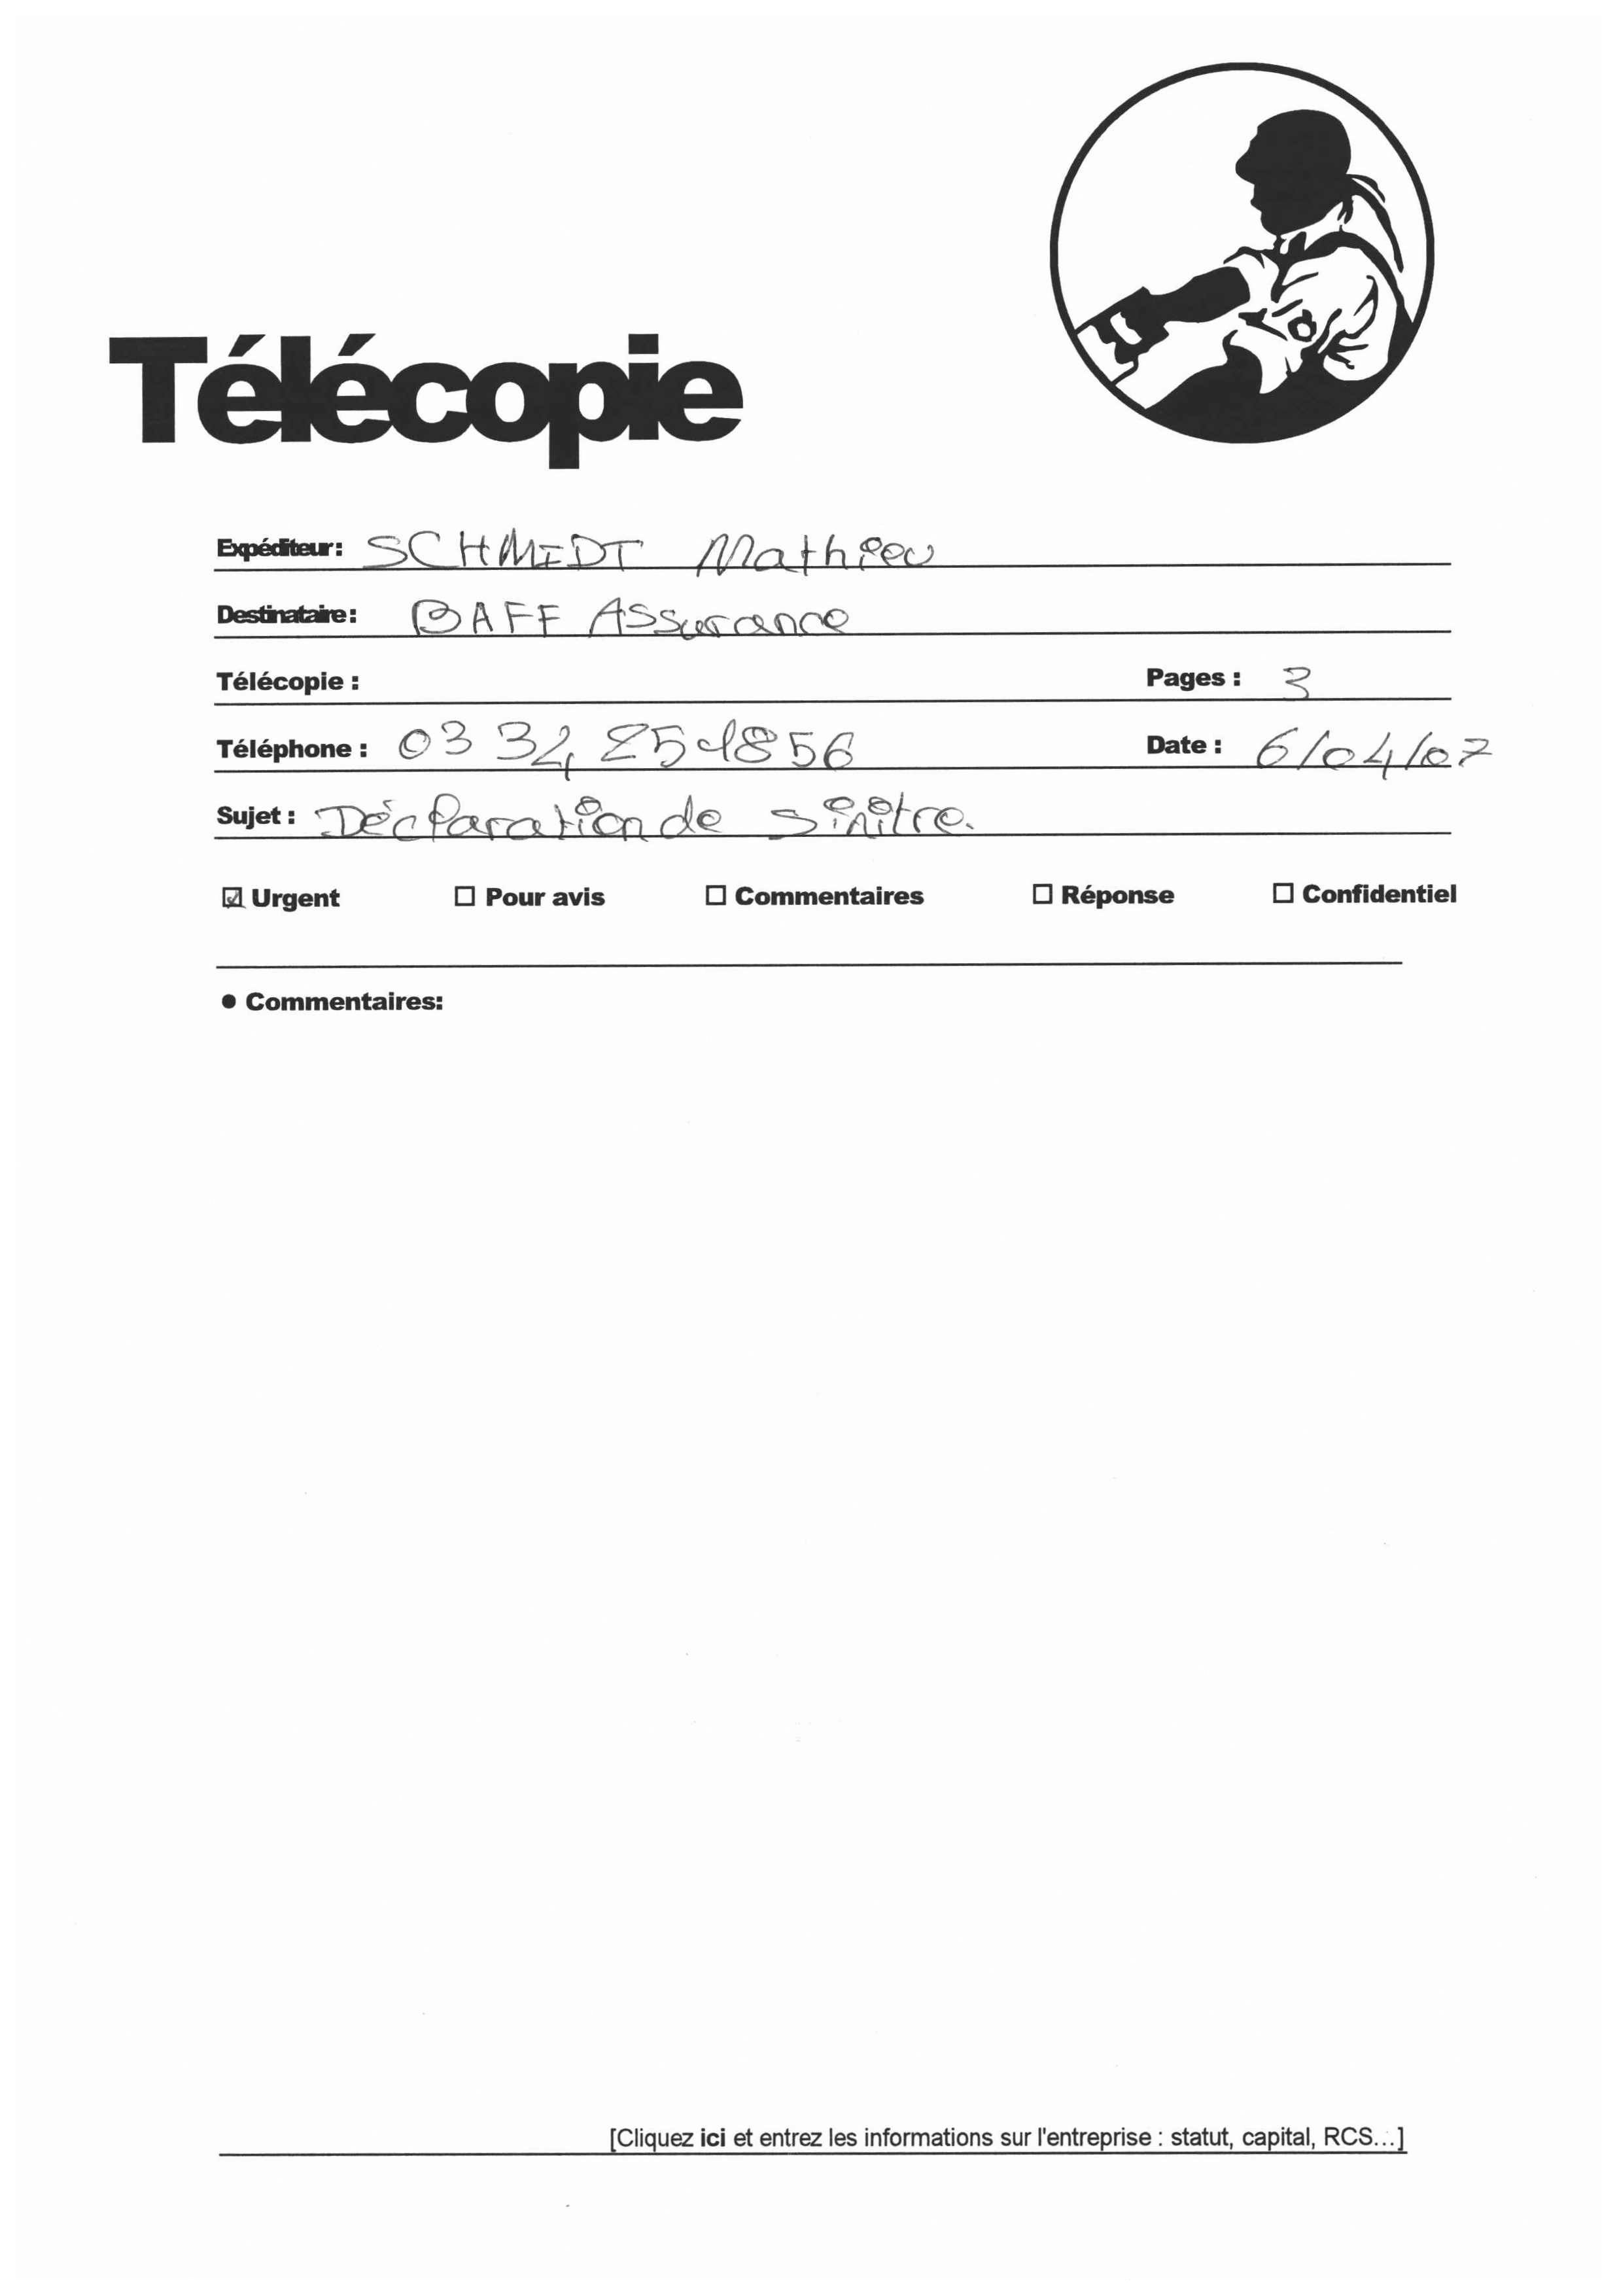 Télécopie
Expéditeur: SCHMIDT Mathieu
Destinataire: BAFF Assurance
Télécopie : Pages : 3
Téléphone : 03 34 251856 Date : 6/04/07
Sujet : Déclaration de sinitre.
☑ Urgent ☐ Pour avis ☐ Commentaires ☐ Réponse ☐ Confidentiel
● Commentaires:
[Cliquez ici et entrez les informations sur l'entreprise : statut, capital, RCS...]